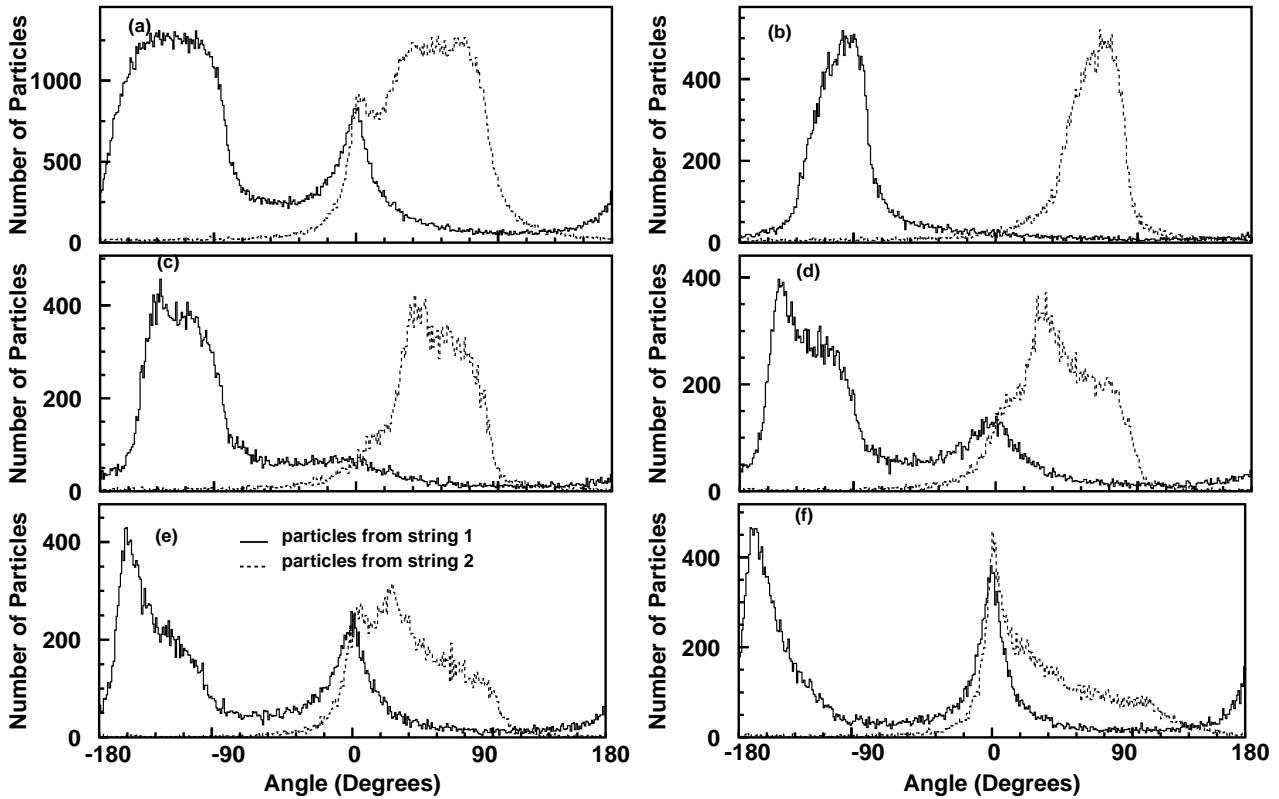 (a)
Number of Particles
1000
750
500
250
0
(b)
Number of Particles
400
200
0
(c)
Number of Particles
400
200
0
(d)
Number of Particles
400
200
0
(e)
particles from string 1
particles from string 2
Number of Particles
400
200
0
-180 -90 0 90 180
Angle (Degrees)
(f)
Number of Particles
400
200
0
-180 -90 0 90 180
Angle (Degrees)